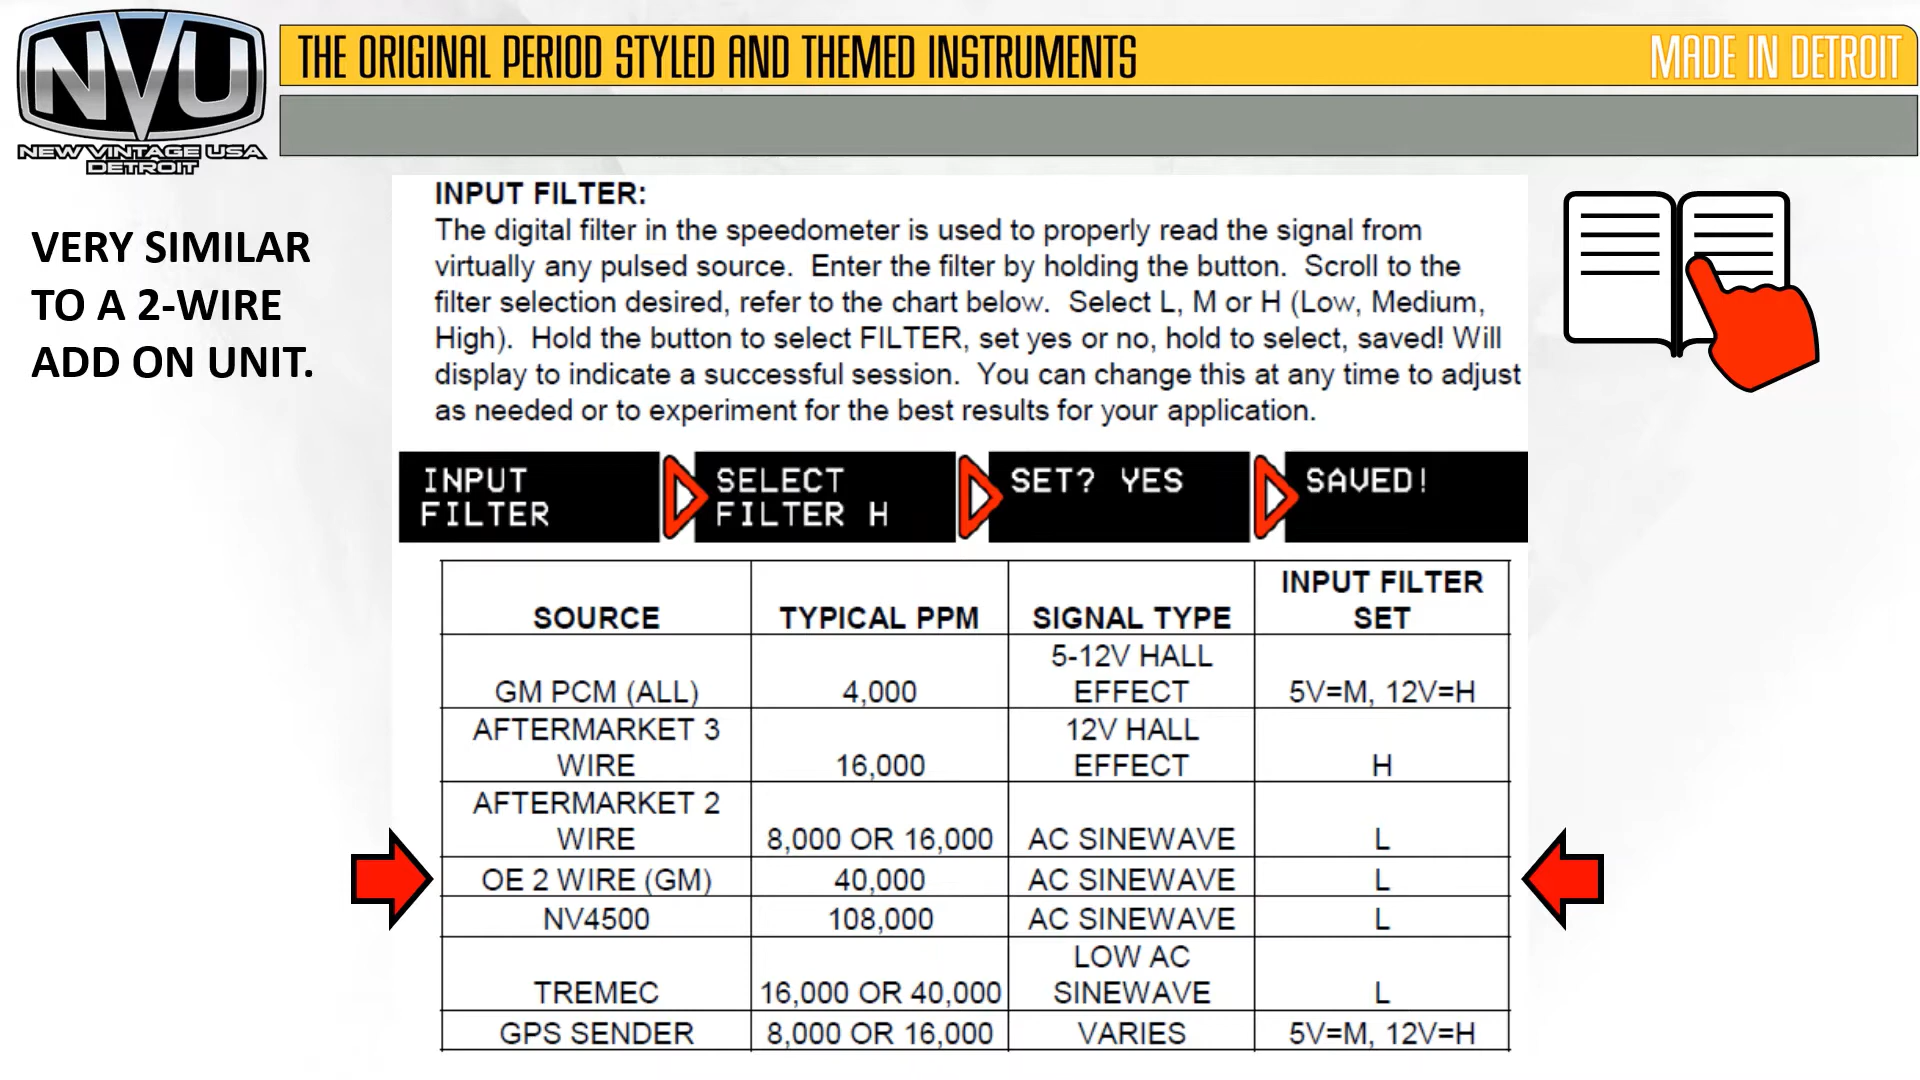 NVU
NEW VINTAGE USA
DETROIT
THE ORIGINAL PERIOD STYLED AND THEMED INSTRUMENTS
MADE IN DETROIT
VERY SIMILAR
TO A 2-WIRE
ADD ON UNIT.
INPUT FILTER:
The digital filter in the speedometer is used to properly read the signal from
virtually any pulsed source. Enter the filter by holding the button. Scroll to the
filter selection desired, refer to the chart below. Select L, M or H (Low, Medium,
High). Hold the button to select FILTER, set yes or no, hold to select, saved! Will
display to indicate a successful session. You can change this at any time to adjust
as needed or to experiment for the best results for your application.
INPUT
FILTER
SELECT
FILTER H
SET? YES
SAVED!
SOURCE TYPICAL PPM SIGNAL TYPE INPUT FILTER SET
GM PCM (ALL) 4,000 5-12V HALL EFFECT 5V=M, 12V=H
AFTERMARKET 3 WIRE 16,000 12V HALL EFFECT H
AFTERMARKET 2 WIRE 8,000 OR 16,000 AC SINEWAVE L
OE 2 WIRE (GM) 40,000 AC SINEWAVE L
NV4500 108,000 AC SINEWAVE L
TREMEC 16,000 OR 40,000 LOW AC SINEWAVE L
GPS SENDER 8,000 OR 16,000 VARIES 5V=M, 12V=H